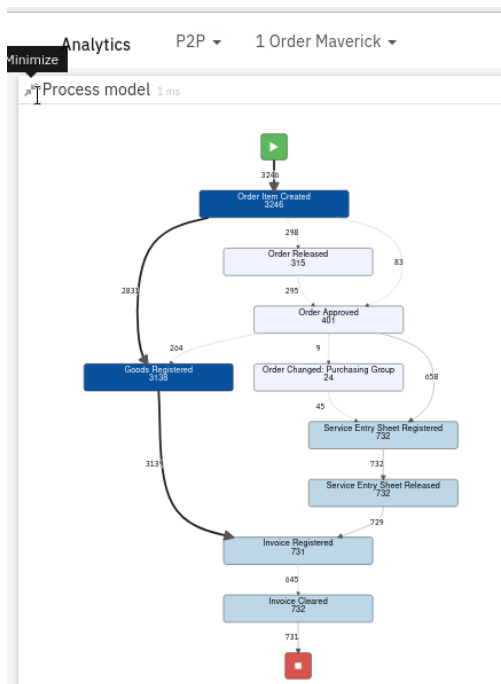 Analytics P2P 1 Order Maverick
Minimize
Process model 1 ms
3246
Order Item Created
3246
298
Order Released
315
83
2831
295
Order Approved
401
264
9
Goods Registered
3138
Order Changed: Purchasing Group
24
658
45
Service Entry Sheet Registered
732
3139
732
Service Entry Sheet Released
732
729
Invoice Registered
731
645
Invoice Cleared
732
731